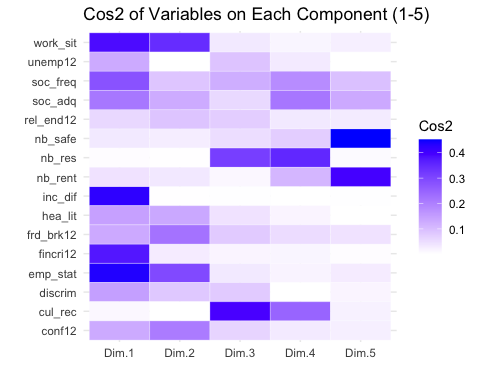 Cos2 of Variables on Each Component (1-5)
work_sit
unemp12
soc_freq
soc_adq
rel_end12
nb_safe
nb_res
nb_rent
inc_dif
hea_lit
frd_brk12
fincri12
emp_stat
discrim
cul_rec
conf12
Dim.1 Dim.2 Dim.3 Dim.4 Dim.5
Cos2
0.4
0.3
0.2
0.1